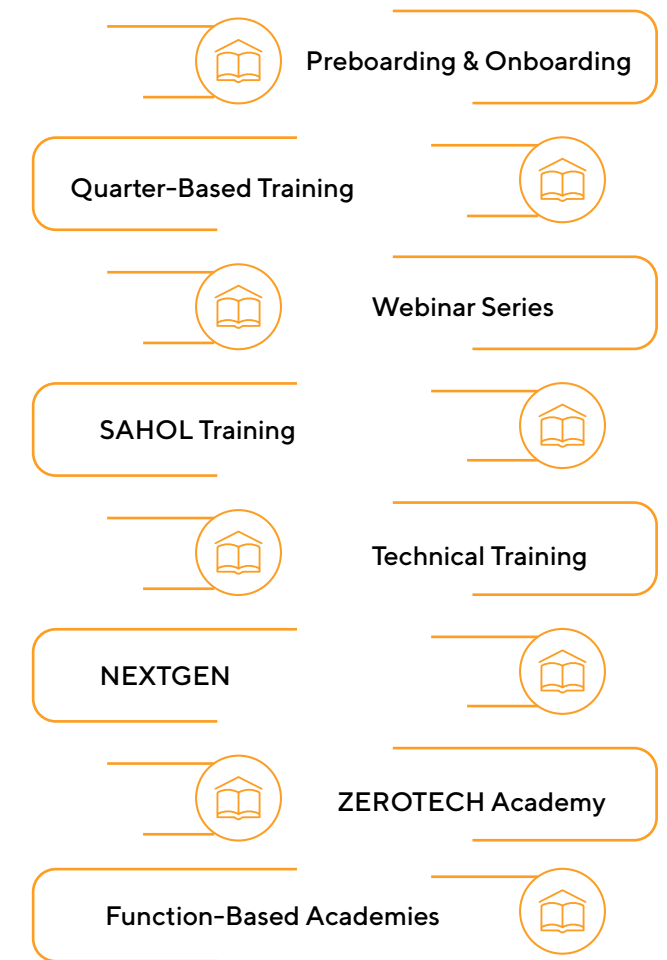 Preboarding & Onboarding
Quarter-Based Training
Webinar Series
SAHOL Training
Technical Training
NEXTGEN
ZEROTECH Academy
Function-Based Academies